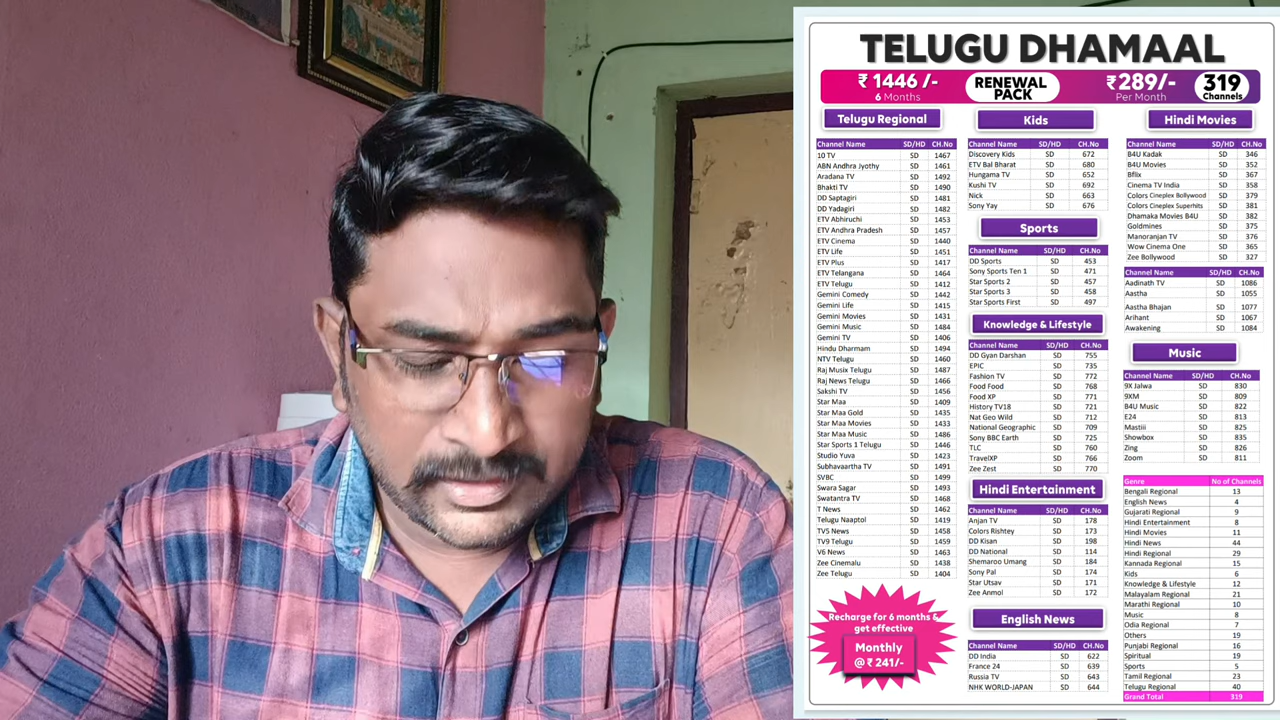 TELUGU DHAMAAL
₹ 1446 /-
6 Months
RENEWAL
PACK
₹289/-
Per Month
319
Channels
Telugu Regional
Channel Name SD/HD CH.No
10 TV SD 1467
ABN Andhra Jyothy SD 1461
Aradana TV SD 1492
Bhakti TV SD 1490
DD Saptagiri SD 1481
DD Yadagiri SD 1482
ETV Abhiruchi SD 1453
ETV Andhra Pradesh SD 1457
ETV Cinema SD 1440
ETV Life SD 1451
ETV Plus SD 1417
ETV Telangana SD 1464
ETV Telugu SD 1412
Gemini Comedy SD 1442
Gemini Life SD 1415
Gemini Movies SD 1431
Gemini Music SD 1484
Gemini TV SD 1406
Hindu Dharmam SD 1494
NTV Telugu SD 1460
Raj Musix Telugu SD 1487
Raj News Telugu SD 1466
Sakshi TV SD 1456
Star Maa SD 1409
Star Maa Gold SD 1435
Star Maa Movies SD 1433
Star Maa Music SD 1486
Star Sports 1 Telugu SD 1446
Studio Yuva SD 1423
Subhavaartha TV SD 1491
SVBC SD 1499
Swara Sagar SD 1493
Swatantra TV SD 1468
T News SD 1462
Telugu Naaptol SD 1419
TV5 News SD 1458
TV9 Telugu SD 1459
V6 News SD 1463
Zee Cinemalu SD 1438
Zee Telugu SD 1404
Recharge for 6 months &
get effective
Monthly
@ ₹ 241/-
Kids
Channel Name SD/HD CH.No
Discovery Kids SD 672
ETV Bal Bharat SD 680
Hungama TV SD 652
Kushi TV SD 692
Nick SD 663
Sony Yay SD 676
Sports
Channel Name SD/HD CH.No
DD Sports SD 453
Sony Sports Ten 1 SD 471
Star Sports 2 SD 457
Star Sports 3 SD 458
Star Sports First SD 497
Knowledge & Lifestyle
Channel Name SD/HD CH.No
DD Gyan Darshan SD 755
EPIC SD 735
Fashion TV SD 772
Food Food SD 768
Food XP SD 771
History TV18 SD 721
Nat Geo Wild SD 712
National Geographic SD 709
Sony BBC Earth SD 725
TLC SD 760
TravelXP SD 766
Zee Zest SD 770
Hindi Entertainment
Channel Name SD/HD CH.No
Anjan TV SD 178
Colors Rishtey SD 173
DD Kisan SD 198
DD National SD 114
Shemaroo Umang SD 184
Sony Pal SD 174
Star Utsav SD 171
Zee Anmol SD 172
English News
Channel Name SD/HD CH.No
DD India SD 622
France 24 SD 639
Russia TV SD 643
NHK WORLD-JAPAN SD 644
Hindi Movies
Channel Name SD/HD CH.No
B4U Kadak SD 346
B4U Movies SD 352
Bflix SD 367
Cinema TV India SD 358
Colors Cineplex Bollywood SD 379
Colors Cineplex Superhits SD 381
Dhamaka Movies B4U SD 382
Goldmines SD 375
Manoranjan TV SD 376
Wow Cinema One SD 365
Zee Bollywood SD 327
Channel Name SD/HD CH.No
Aadinath TV SD 1086
Aastha SD 1055
Aastha Bhajan SD 1077
Arihant SD 1067
Awakening SD 1084
Music
Channel Name SD/HD CH.No
9X Jalwa SD 830
9XM SD 809
B4U Music SD 822
E24 SD 813
Mastiii SD 825
Showbox SD 835
Zing SD 826
Zoom SD 811
Genre No of Channels
Bengali Regional 13
English News 4
Gujarati Regional 9
Hindi Entertainment 8
Hindi Movies 11
Hindi News 44
Hindi Regional 29
Kannada Regional 15
Kids 6
Knowledge & Lifestyle 12
Malayalam Regional 21
Marathi Regional 10
Music 8
Odia Regional 7
Others 19
Punjabi Regional 16
Spiritual 19
Sports 5
Tamil Regional 23
Telugu Regional 40
Grand Total 319